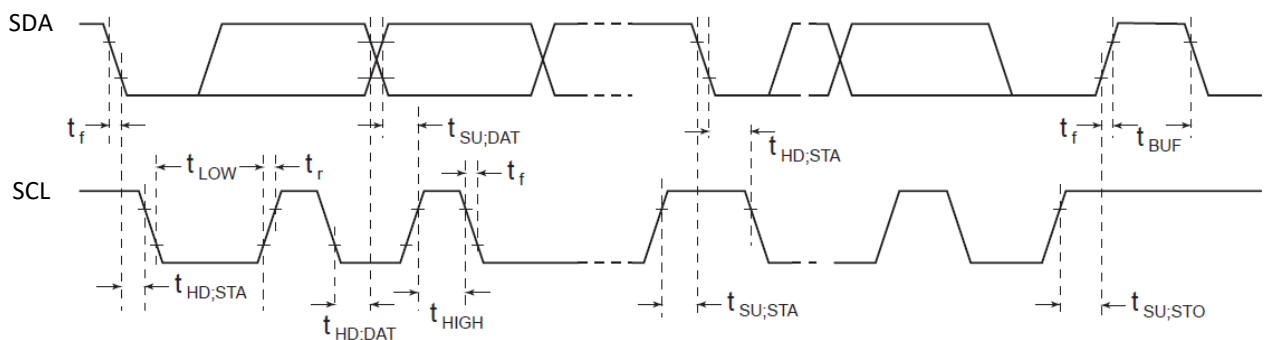 SDA
t f
t SU;DAT
t HD;STA
t f
t BUF
t LOW
t r
t f
SCL
t HD;STA
t HD;DAT
t HIGH
t SU;STA
t SU;STO